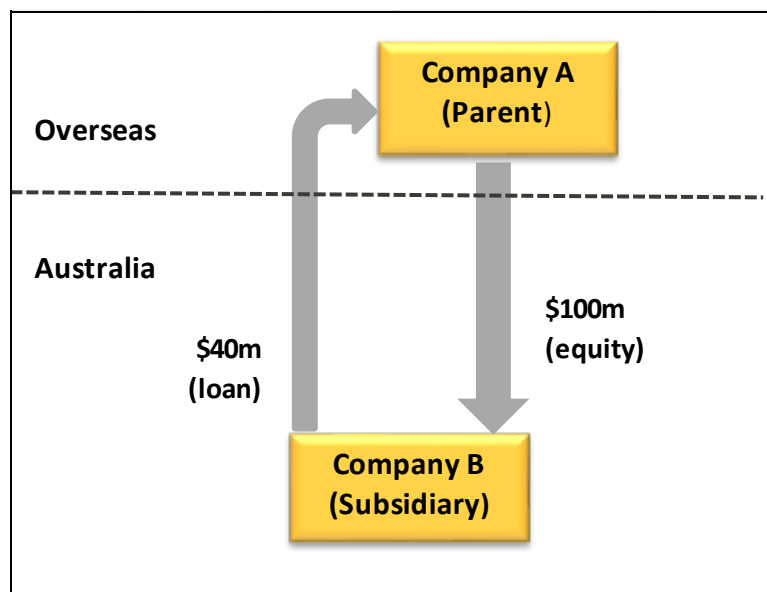 Company A
(Parent)
Overseas
Australia
$40m
(loan)
$100m
(equity)
Company B
(Subsidiary)